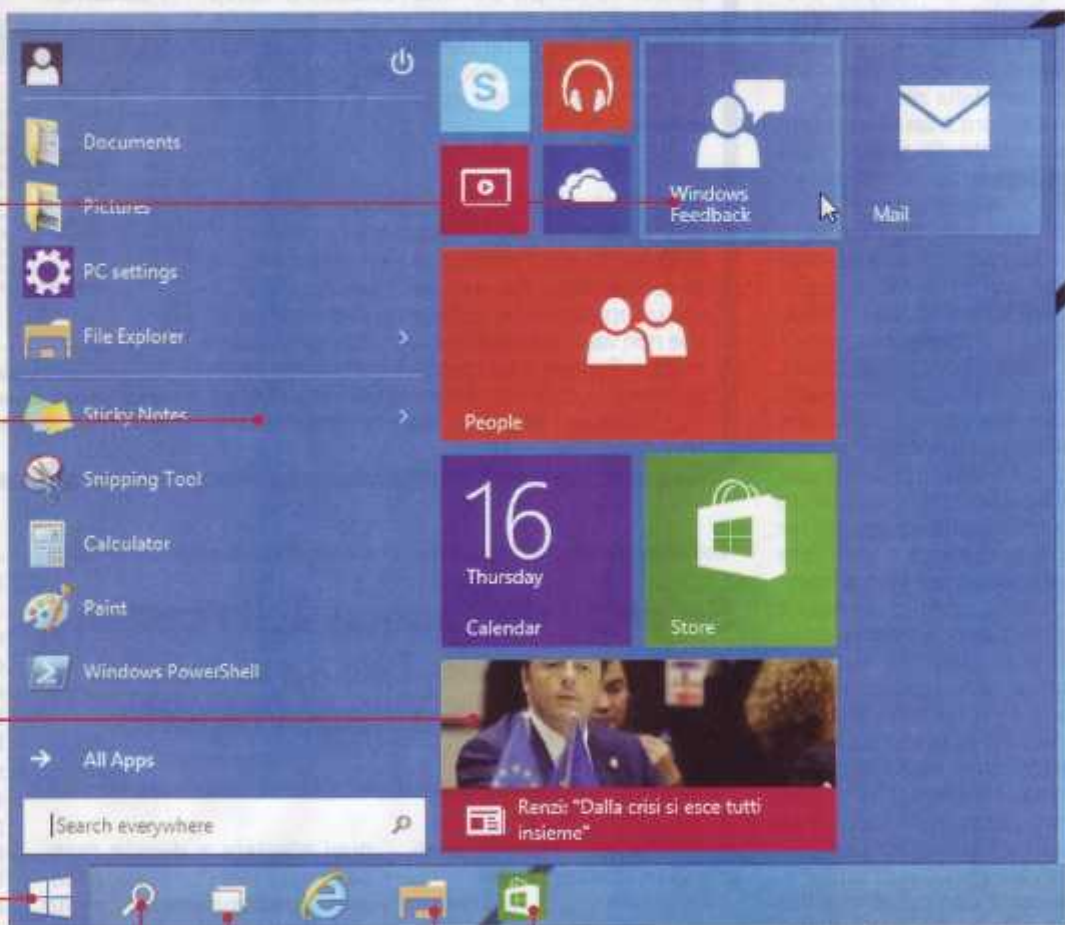 Documents
Pictures
PC settings
File Explorer
Sticky Notes
Snipping Tool
Calculator
Paint
Windows PowerShell
All Apps
Search everywhere
S
Windows
Feedback
Mail
People
16
Thursday
Calendar
Store
Renzi: "Dalla crisi si esce tutti
insieme"